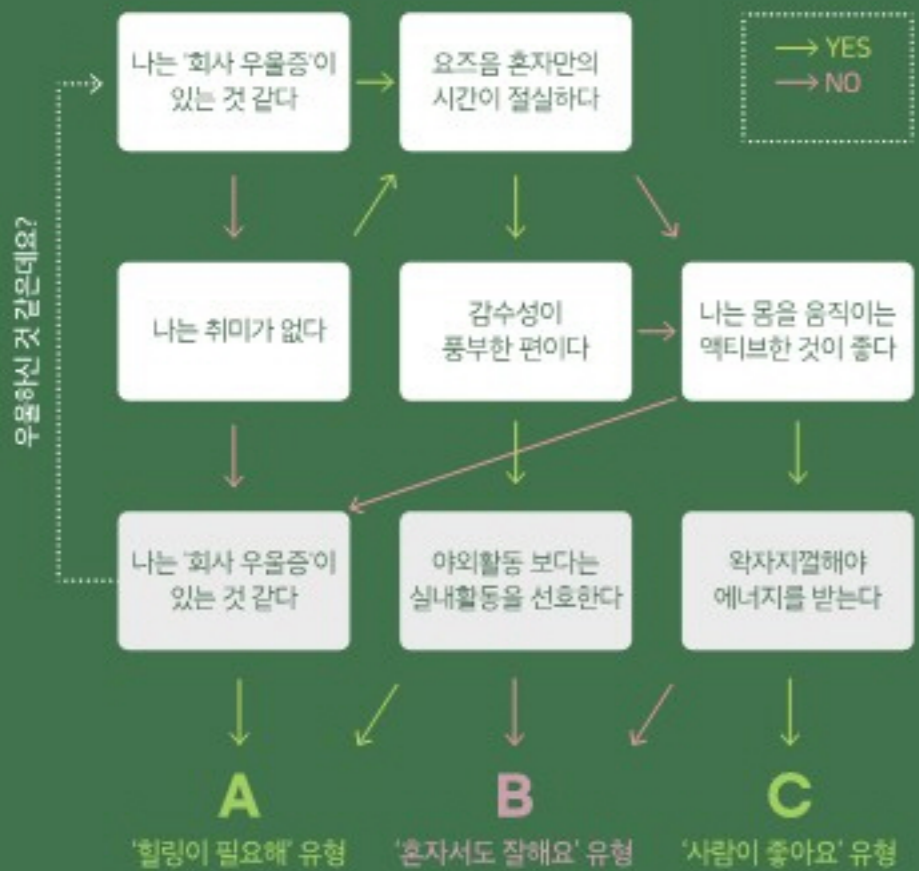 나는 '회사 우울증'이
있는 것 같다
요즈음 혼자만의
시간이 절실하다
YES
NO
우울하신 것 같은데요?
나는 취미가 없다
감수성이
풍부한 편이다
나는 몸을 움직이는
액티브한 것이 좋다
나는 '회사 우울증'이
있는 것 같다
야외활동 보다는
실내활동을 선호한다
왁자지껄해야
에너지를 받는다
A
B
C
'힐링이 필요해' 유형
'혼자서도 잘해요' 유형
'사람이 좋아요' 유형